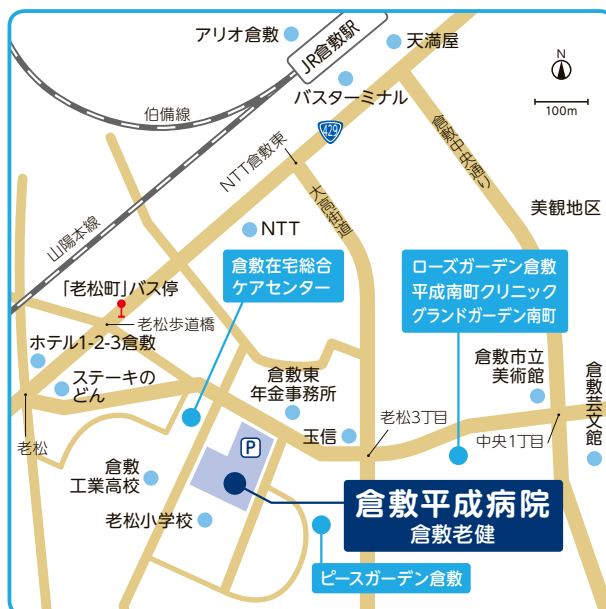 アリオ倉敷
JR倉敷駅
天満屋
N
100m
バスターミナル
伯備線
429
NTT倉敷東
倉敷中央通り
大高街道
美観地区
山陽本線
NTT
倉敷在宅総合
ケアセンター
ローズガーデン倉敷
平成南町クリニック
グランドガーデン南町
「老松町」バス停
老松歩道橋
ホテル1-2-3倉敷
ステーキの
どん
倉敷東
年金事務所
倉敷市立
美術館
倉敷芸文館
老松3丁目
中央1丁目
玉信
老松
P
倉敷
工業高校
倉敷平成病院
倉敷老健
老松小学校
ピースガーデン倉敷